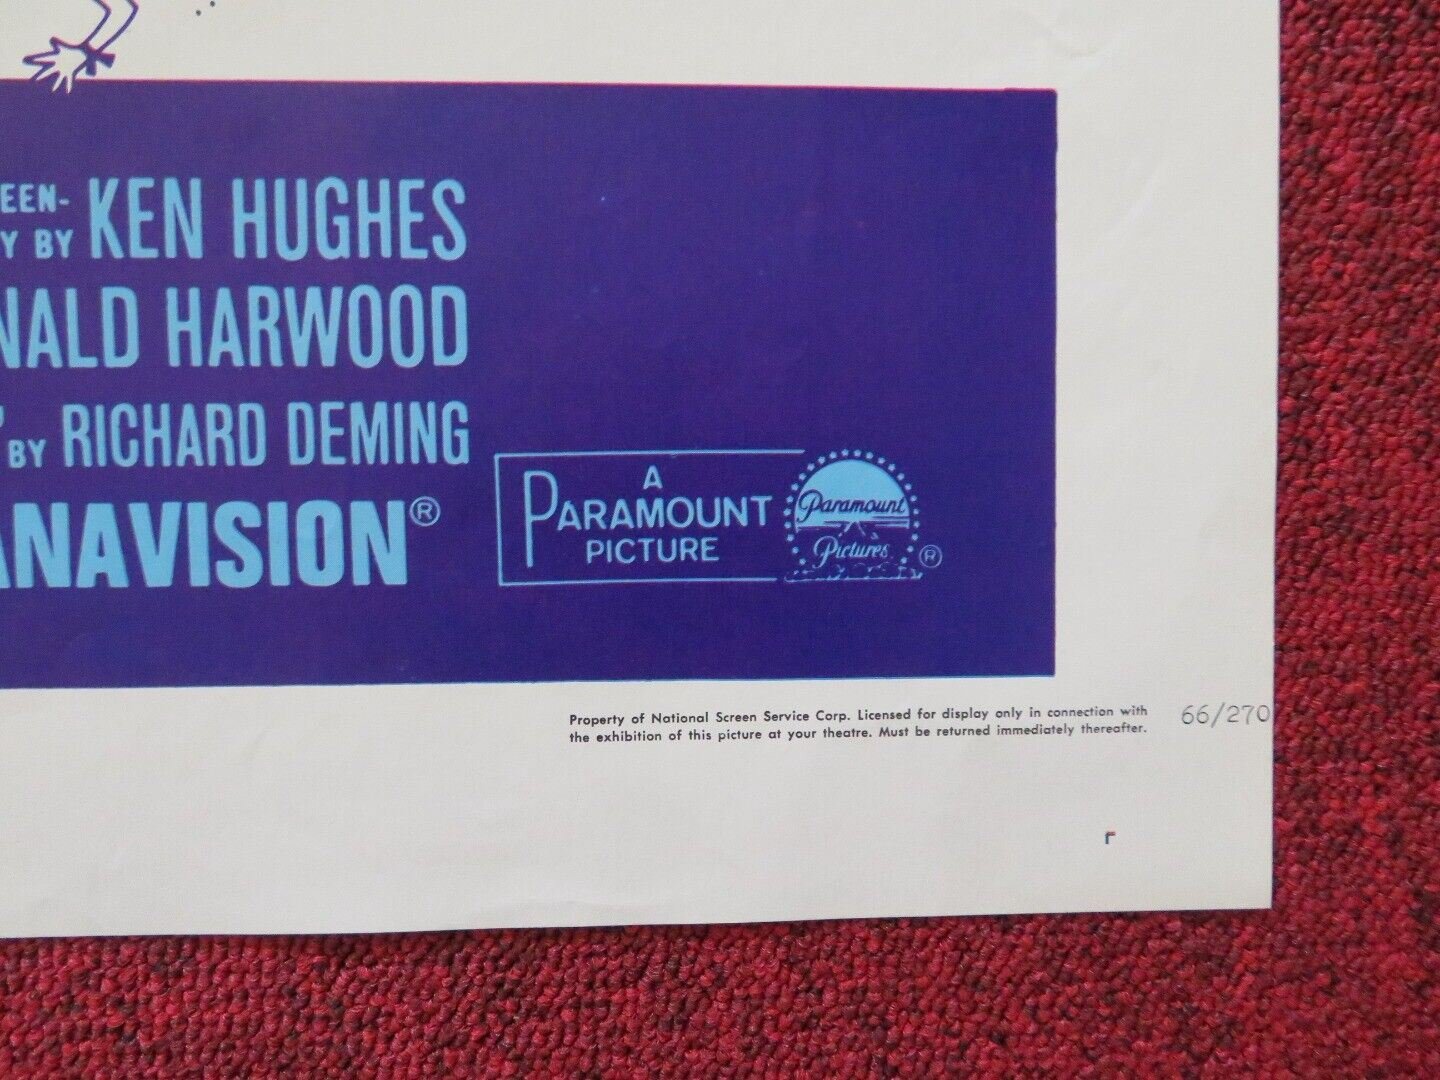 EEN-
Y BY KEN HUGHES
NALD HARWOOD
BY RICHARD DEMING
ANAVISION®
A
PARAMOUNT
PICTURE
Paramount
Pictures
®
Property of National Screen Service Corp. Licensed for display only in connection with
the exhibition of this picture at your theatre. Must be returned immediately thereafter.
66/270